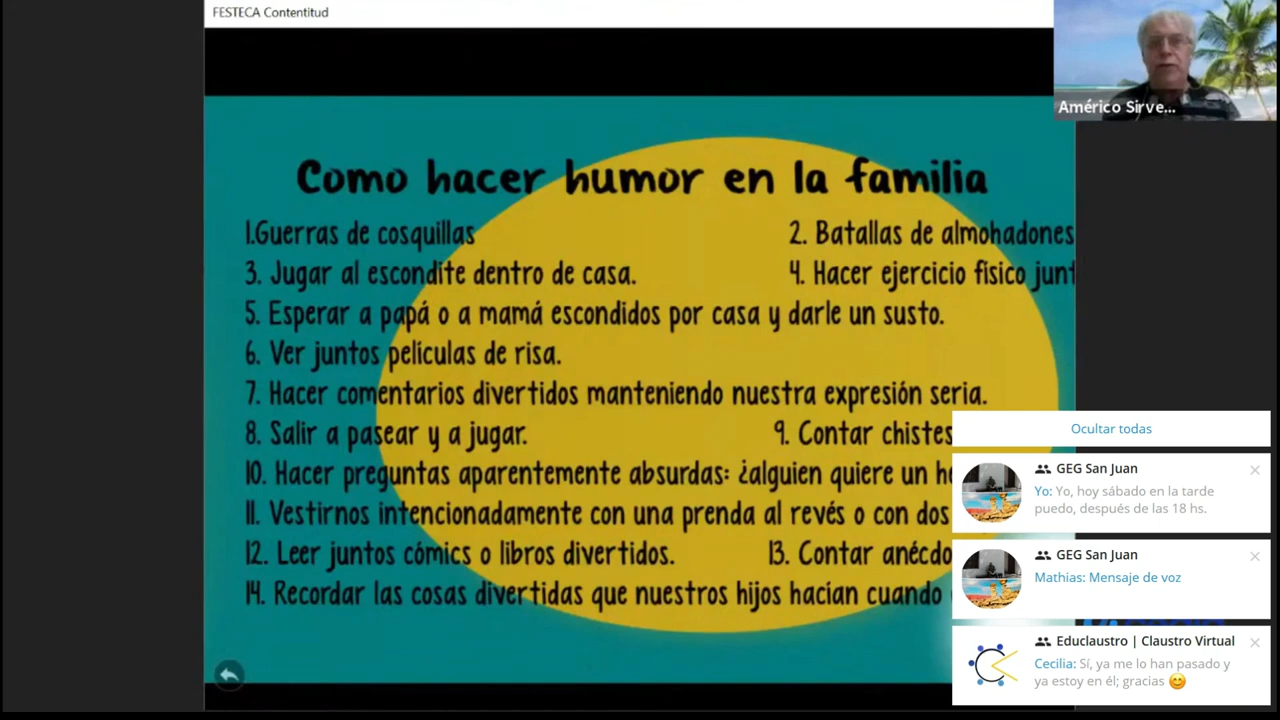 FESTECA Contentitud
Américo Sirve...
Como hacer humor en la familia
1.Guerras de cosquillas 2. Batallas de almohadones
3. Jugar al escondite dentro de casa. 4. Hacer ejercicio físico junt
5. Esperar a papá o a mamá escondidos por casa y darle un susto.
6. Ver juntos películas de risa.
7. Hacer comentarios divertidos manteniendo nuestra expresión seria.
8. Salir a pasear y a jugar. 9. Contar chistes
10. Hacer preguntas aparentemente absurdas: ¿alguien quiere un he
11. Vestirnos intencionadamente con una prenda al revés o con dos
12. Leer juntos cómics o libros divertidos. 13. Contar anécdo
14. Recordar las cosas divertidas que nuestros hijos hacían cuando
Ocultar todas
GEG San Juan
Yo: Yo, hoy sábado en la tarde
puedo, después de las 18 hs.
GEG San Juan
Mathias: Mensaje de voz
Educlaustro | Claustro Virtual
Cecilia: Sí, ya me lo han pasado y
ya estoy en él; gracias 😊